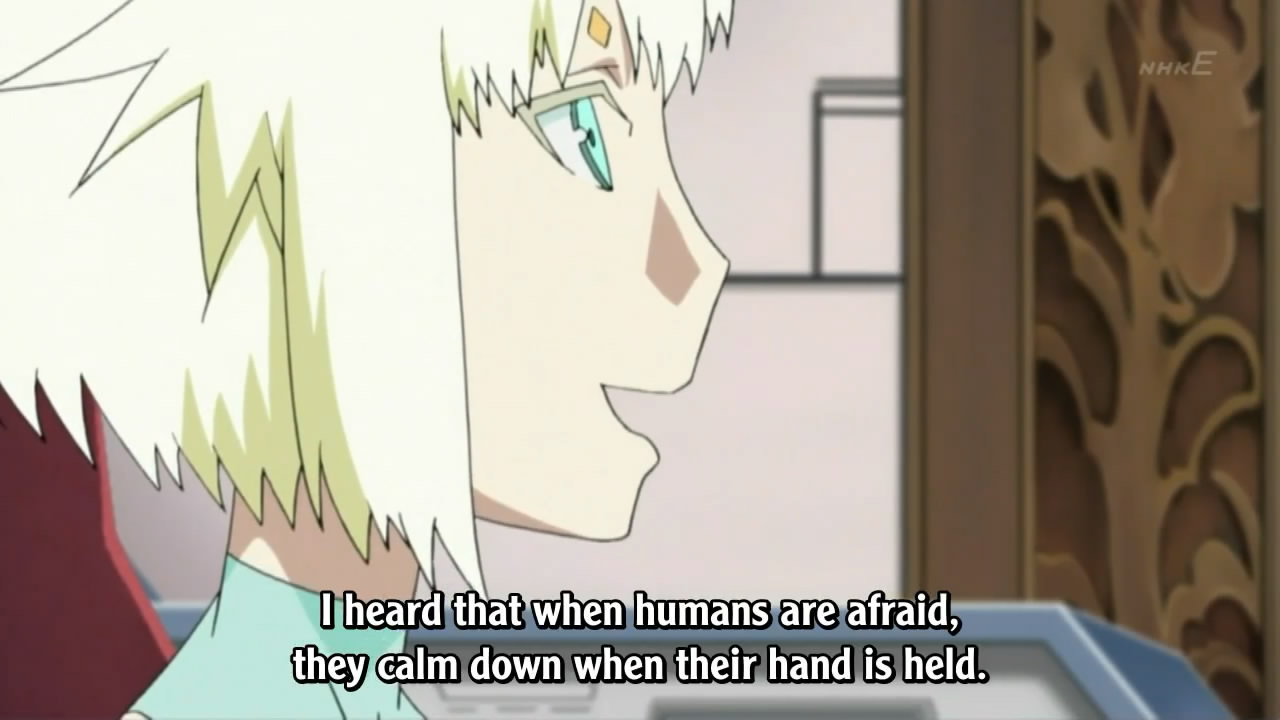 NHKE
I heard that when humans are afraid,
they calm down when their hand is held.